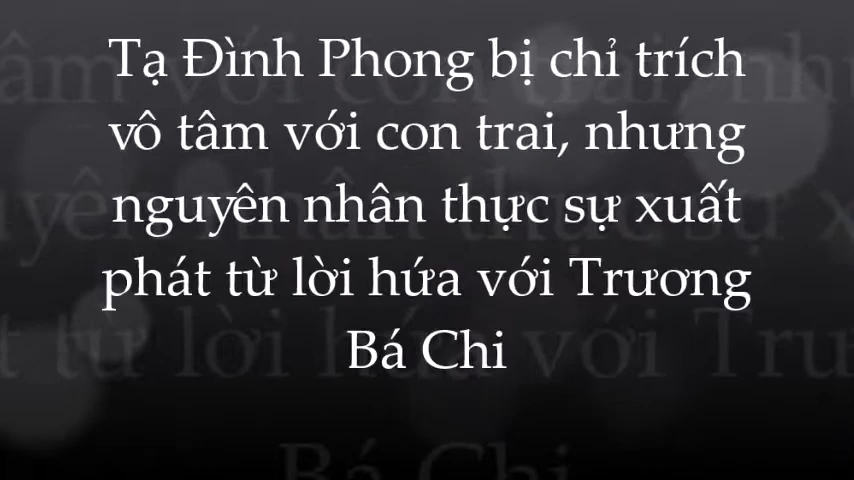 Tạ Đình Phong bị chỉ trích
vô tâm với con trai, nhưng
nguyên nhân thực sự xuất
phát từ lời hứa với Trương
Bá Chi